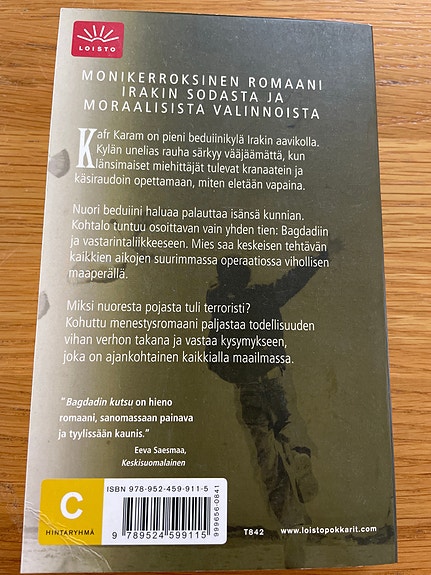 LOISTO
MONIKERROKSINEN ROMAANI
IRAKIN SODASTA JA
MORAALISISTA VALINNOISTA
Kafr Karam on pieni beduiinikylä Irakin aavikolla.
Kylän unelias rauha särkyy vääjäämättä, kun
länsimaiset miehittäjät tulevat kranaatein ja
käsiraudoin opettamaan, miten eletään vapaina.
Nuori beduiini haluaa palauttaa isänsä kunnian.
Kohtalo tuntuu osoittavan vain yhden tien: Bagdadiin
ja vastarintaliikkeeseen. Mies saa keskeisen tehtävän
kaikkien aikojen suurimmassa operaatiossa vihollisen
maaperällä.
Miksi nuoresta pojasta tuli terroristi?
Kohuttu menestysromaani paljastaa todellisuuden
vihan verhon takana ja vastaa kysymykseen,
joka on ajankohtainen kaikkialla maailmassa.
"Bagdadin kutsu on hieno
romaani, sanomassaan painava
ja tyylissään kaunis."
Eeva Saesmaa,
Keskisuomalainen
C
HINTARYHMÄ
ISBN 978-952-459-911-5
9 789524 599115
999656-0841
T842
www.loistopokkarit.com